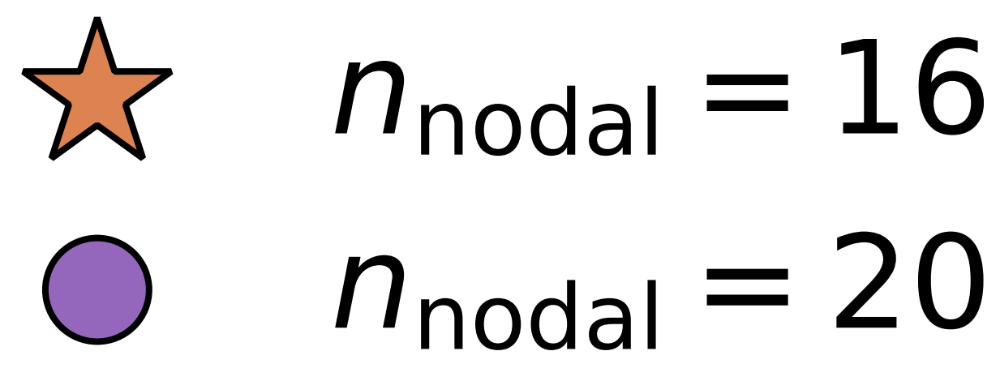 n_nodal = 16
n_nodal = 20